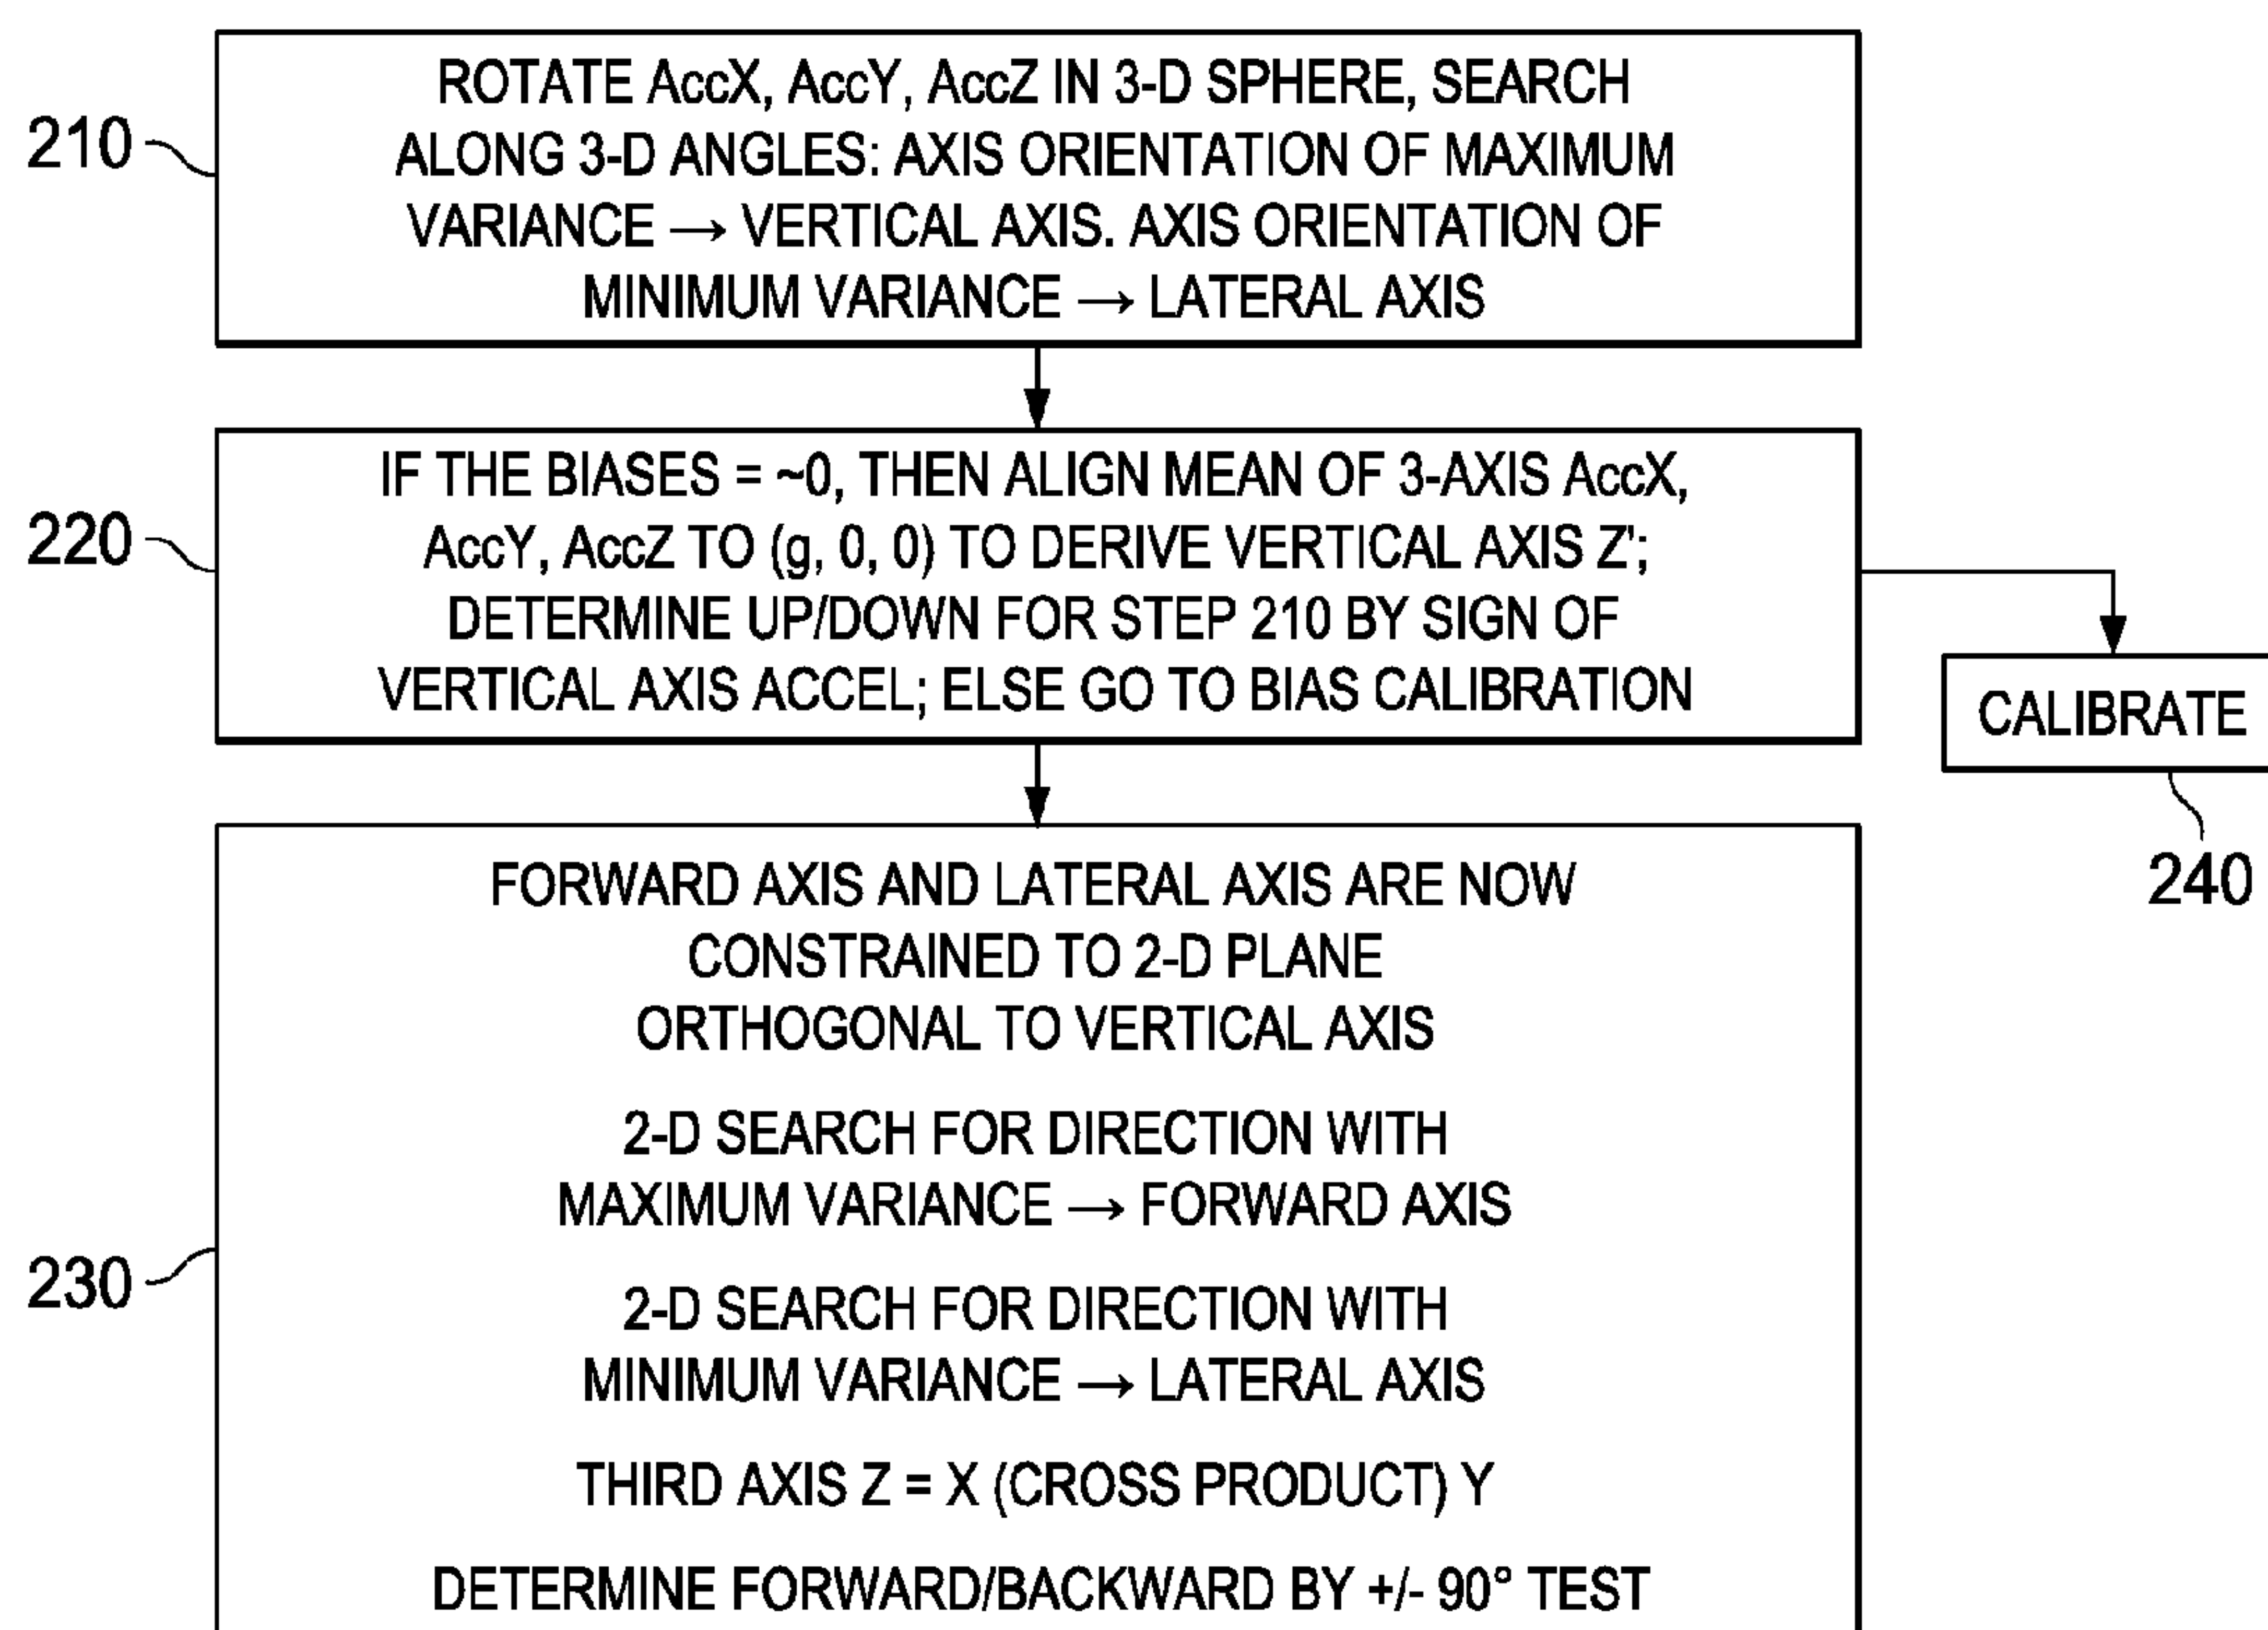 210
ROTATE AccX, AccY, AccZ IN 3-D SPHERE, SEARCH
ALONG 3-D ANGLES: AXIS ORIENTATION OF MAXIMUM
VARIANCE → VERTICAL AXIS. AXIS ORIENTATION OF
MINIMUM VARIANCE → LATERAL AXIS
220
IF THE BIASES = ~0, THEN ALIGN MEAN OF 3-AXIS AccX,
AccY, AccZ TO (g, 0, 0) TO DERIVE VERTICAL AXIS Z';
DETERMINE UP/DOWN FOR STEP 210 BY SIGN OF
VERTICAL AXIS ACCEL; ELSE GO TO BIAS CALIBRATION
CALIBRATE
240
230
FORWARD AXIS AND LATERAL AXIS ARE NOW
CONSTRAINED TO 2-D PLANE
ORTHOGONAL TO VERTICAL AXIS
2-D SEARCH FOR DIRECTION WITH
MAXIMUM VARIANCE → FORWARD AXIS
2-D SEARCH FOR DIRECTION WITH
MINIMUM VARIANCE → LATERAL AXIS
THIRD AXIS Z = X (CROSS PRODUCT) Y
DETERMINE FORWARD/BACKWARD BY +/- 90° TEST